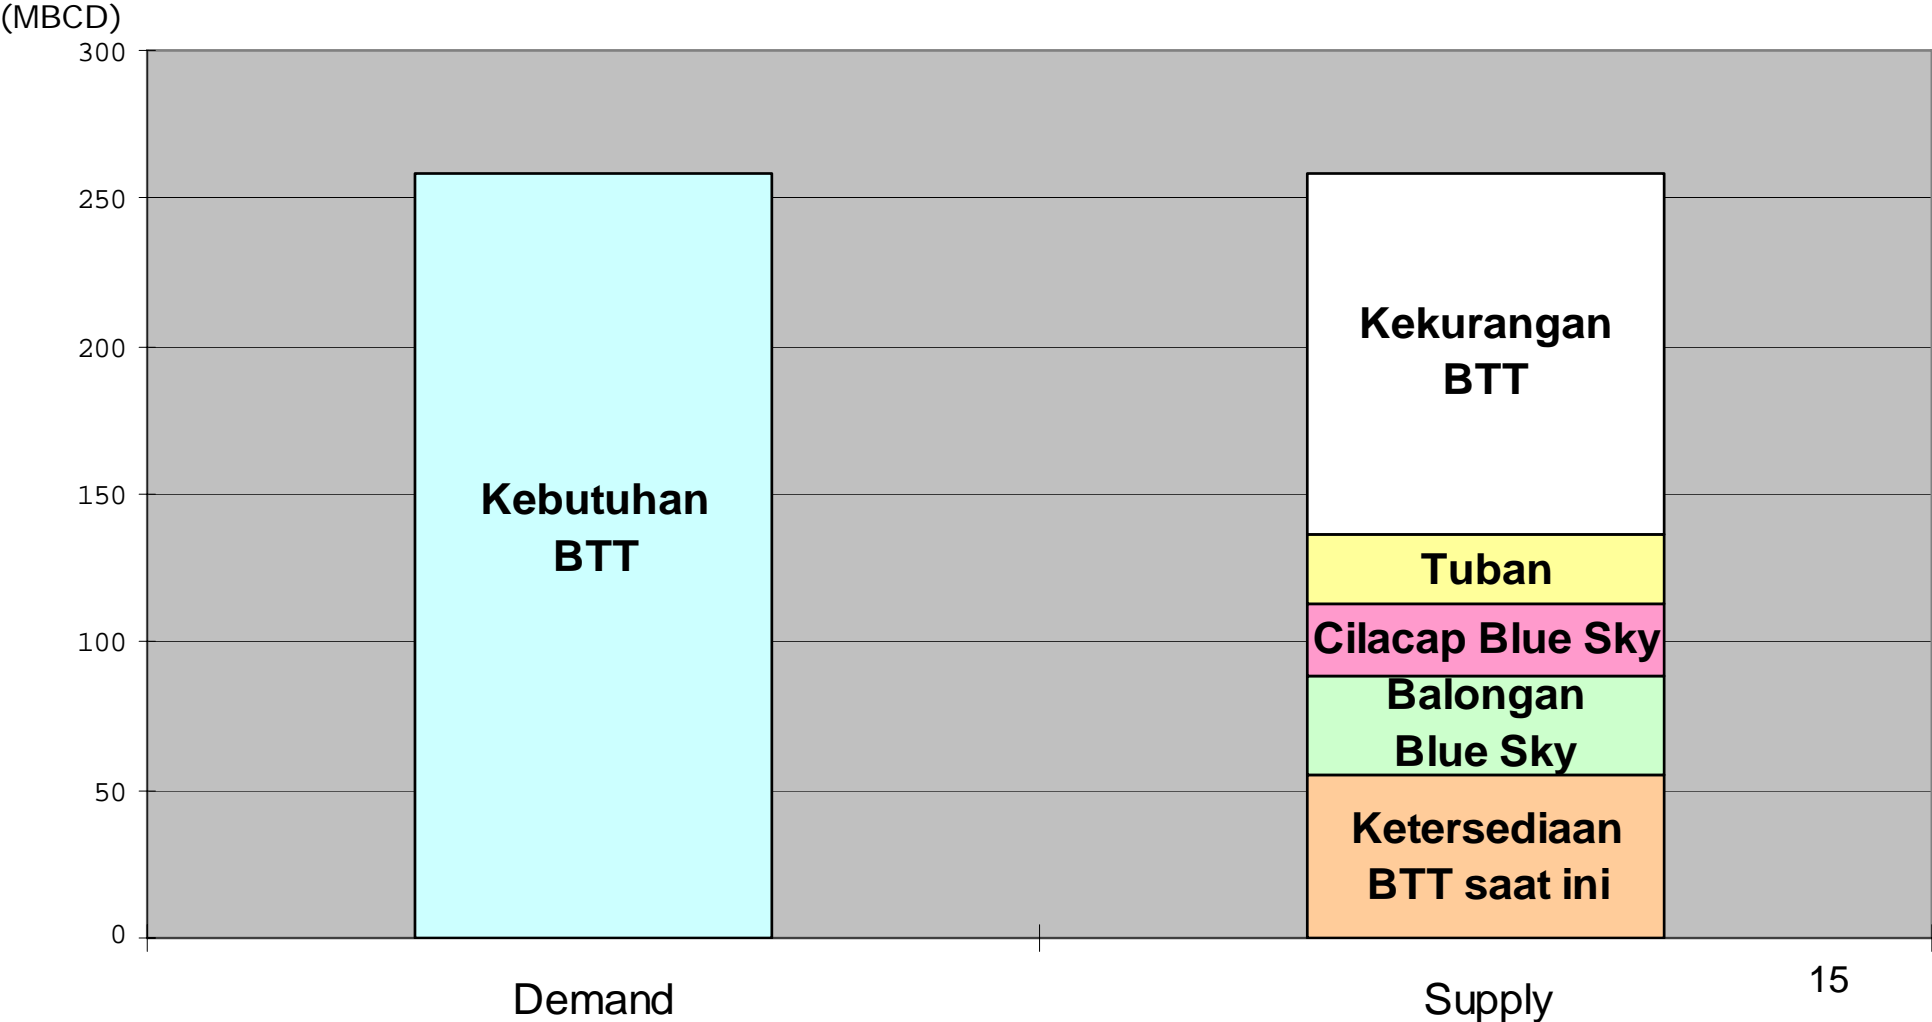 (MBCD)
300
250
200
150
100
50
0
Kebutuhan
BTT
Kekurangan
BTT
Tuban
Cilacap Blue Sky
Balongan
Blue Sky
Ketersediaan
BTT saat ini
Demand
Supply
15